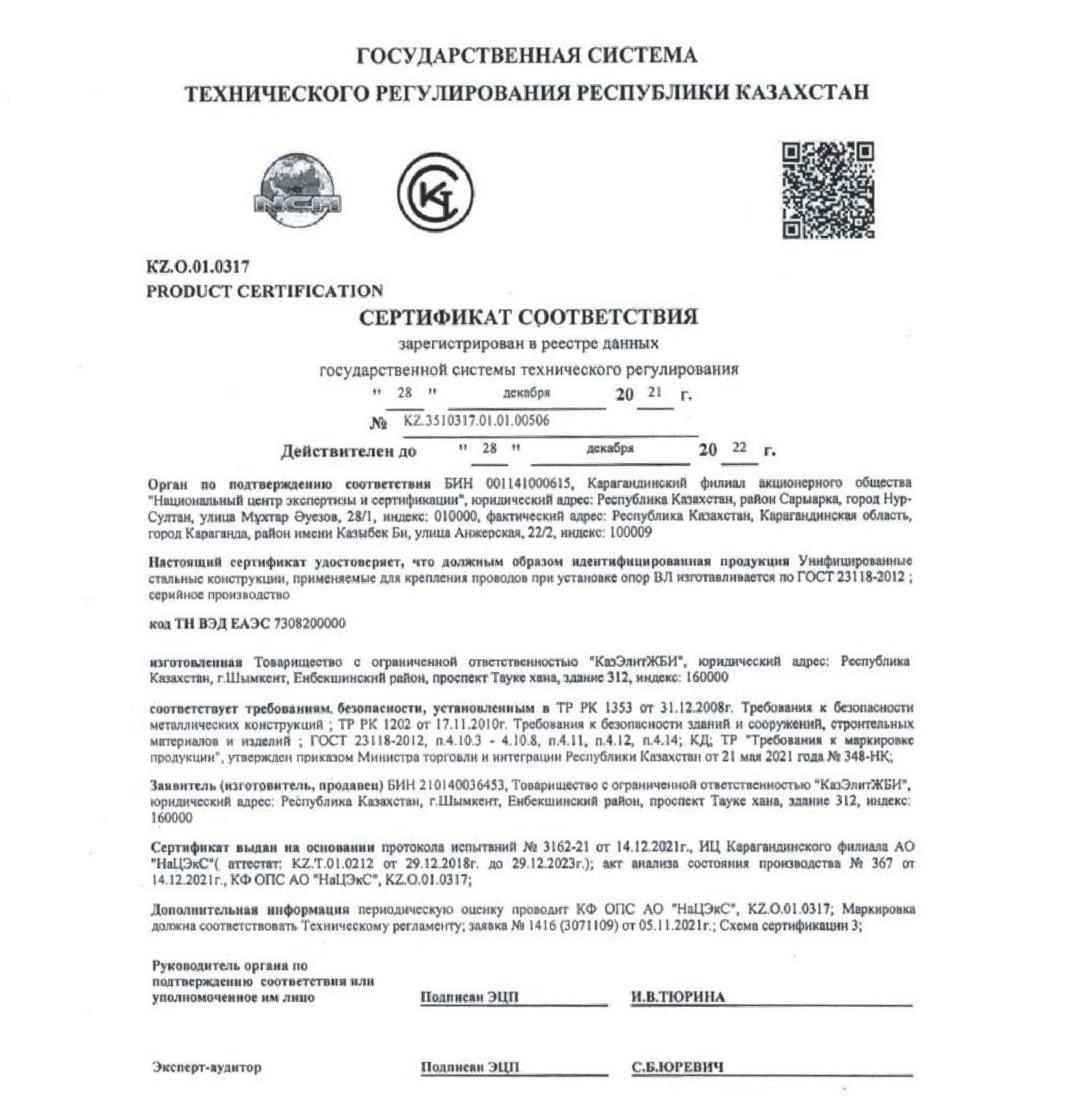 ГОСУДАРСТВЕННАЯ СИСТЕМА
ТЕХНИЧЕСКОГО РЕГУЛИРОВАНИЯ РЕСПУБЛИКИ КАЗАХСТАН
KZ.O.01.0317
PRODUCT CERTIFICATION
СЕРТИФИКАТ СООТВЕТСТВИЯ
зарегистрирован в реестре данных
государственной системы технического регулирования
" 28 " декабря 20 21 г.
№ KZ.3510317.01.01.00506
Действителен до " 28 " декабря 20 22 г.
Орган по подтверждению соответствия БИН 001141000615, Карагандинский филиал акционерного общества
"Национальный центр экспертизы и сертификации", юридический адрес: Республика Казахстан, район Сарыарка, город Нур-
Султан, улица Мұхтар Әуезов, 28/1, индекс: 010000, фактический адрес: Республика Казахстан, Карагандинская область,
город Караганда, район имени Казыбек Би, улица Анжерская, 22/2, индекс: 100009
Настоящий сертификат удостоверяет, что должным образом идентифицированная продукция Унифицированные
стальные конструкции, применяемые для крепления проводов при установке опор ВЛ изготавливается по ГОСТ 23118-2012 ;
серийное производство
код ТН ВЭД ЕАЭС 7308200000
изготовленная Товарищество с ограниченной ответственностью "КазЭлитЖБИ", юридический адрес: Республика
Казахстан, г.Шымкент, Енбекшинский район, проспект Тауке хана, здание 312, индекс: 160000
соответствует требованиям безопасности, установленным в ТР РК 1353 от 31.12.2008г. Требования к безопасности
металлических конструкций ; ТР РК 1202 от 17.11.2010г. Требования к безопасности зданий и сооружений, строительных
материалов и изделий ; ГОСТ 23118-2012, п.4.10.3 - 4.10.8, п.4.11, п.4.12, п.4.14; КД; ТР "Требования к маркировке
продукции", утвержден приказом Министра торговли и интеграции Республики Казахстан от 21 мая 2021 года № 348-НК;
Заявитель (изготовитель, продавец) БИН 210140036453, Товарищество с ограниченной ответственностью "КазЭлитЖБИ",
юридический адрес: Республика Казахстан, г.Шымкент, Енбекшинский район, проспект Тауке хана, здание 312, индекс:
160000
Сертификат выдан на основании протокола испытаний № 3162-21 от 14.12.2021г., ИЦ Карагандинского филиала АО
"НаЦЭкС"( аттестат: KZ.T.01.0212 от 29.12.2018г. до 29.12.2023г.); акт анализа состояния производства № 367 от
14.12.2021г., КФ ОПС АО "НаЦЭкС", KZ.O.01.0317;
Дополнительная информация периодическую оценку проводит КФ ОПС АО "НаЦЭкС", KZ.O.01.0317; Маркировка
должна соответствовать Техническому регламенту; заявка № 1416 (3071109) от 05.11.2021г.; Схема сертификации 3;
Руководитель органа по
подтверждению соответствия или
уполномоченное им лицо Подписан ЭЦП И.В.ТЮРИНА
Эксперт-аудитор Подписан ЭЦП С.Б.ЮРЕВИЧ